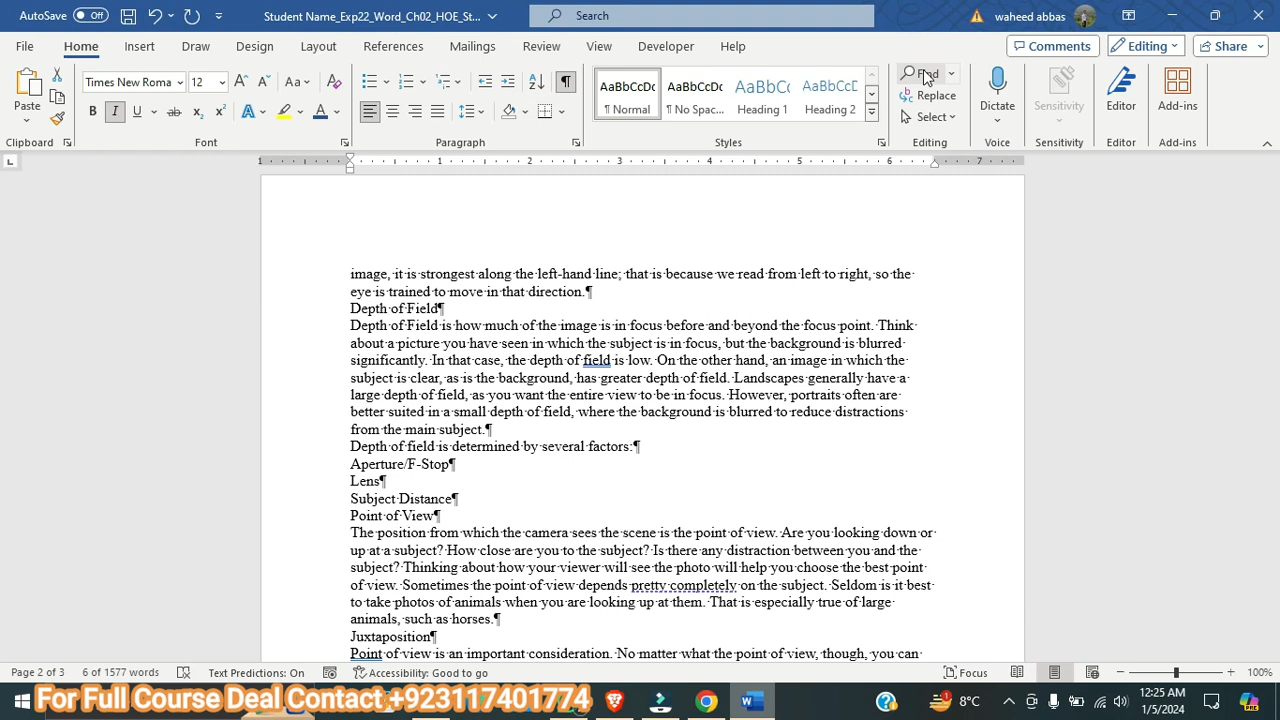 AutoSave Off Student Name_Exp22_Word_Ch02_HOE_St... Search waheed abbas
File Home Insert Draw Design Layout References Mailings Review View Developer Help Comments Editing Share
Paste Times New Roma 12 Aa AaBbCcDc AaBbCcDc AaBbCc AaBbCcD Find Replace Select Dictate Sensitivity Editor Add-ins
B I U ab x₂ x² A A ¶ Normal ¶ No Spac... Heading 1 Heading 2
Clipboard Font Paragraph Styles Editing Voice Sensitivity Editor Add-ins
1 1 2 3 4 5 6 7
image, it is strongest along the left-hand line; that is because we read from left to right, so the
eye is trained to move in that direction.¶
Depth of Field¶
Depth of Field is how much of the image is in focus before and beyond the focus point. Think
about a picture you have seen in which the subject is in focus, but the background is blurred
significantly. In that case, the depth of field is low. On the other hand, an image in which the
subject is clear, as is the background, has greater depth of field. Landscapes generally have a
large depth of field, as you want the entire view to be in focus. However, portraits often are
better suited in a small depth of field, where the background is blurred to reduce distractions
from the main subject.¶
Depth of field is determined by several factors:¶
Aperture/F-Stop¶
Lens¶
Subject Distance¶
Point of View¶
The position from which the camera sees the scene is the point of view. Are you looking down or
up at a subject? How close are you to the subject? Is there any distraction between you and the
subject? Thinking about how your viewer will see the photo will help you choose the best point
of view. Sometimes the point of view depends pretty completely on the subject. Seldom is it best
to take photos of animals when you are looking up at them. That is especially true of large
animals, such as horses.¶
Juxtaposition¶
Point of view is an important consideration. No matter what the point of view, though, you can
Page 2 of 3 6 of 1577 words Text Predictions: On Accessibility: Good to go Focus 100%
For Full Course Deal Contact +923117401774 8°C 12:25 AM
1/5/2024